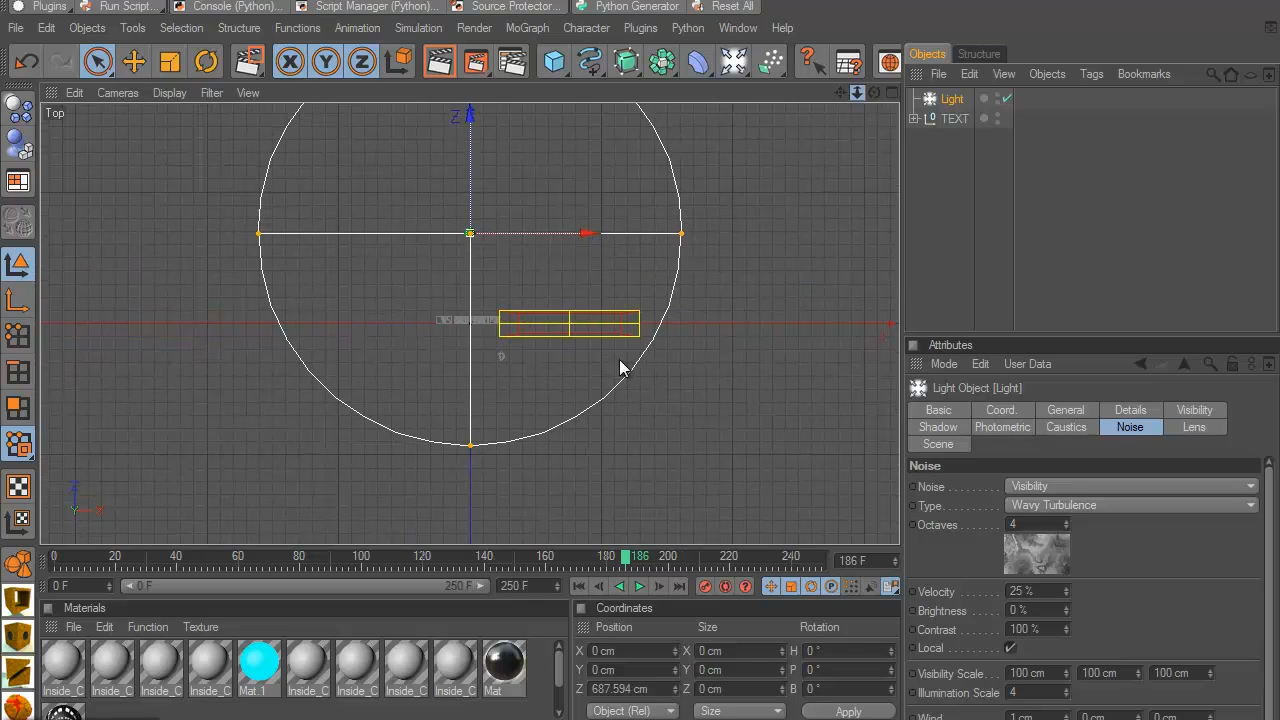 Plugins Run Script... Console (Python)... Script Manager (Python)... Source Protector... Python Generator Reset All
File Edit Objects Tools Selection Structure Functions Animation Simulation Render MoGraph Character Plugins Python Window Help
X Y Z
Objects Structure
File Edit View Objects Tags Bookmarks
Edit Cameras Display Filter View
Top
Z
Light
TEXT
Attributes
Mode Edit User Data
Light Object [Light]
Basic Coord. General Details Visibility
Shadow Photometric Caustics Noise Lens
Scene
Noise
Noise Visibility
Type Wavy Turbulence
Octaves 4
Velocity 25 %
Brightness 0 %
Contrast 100 %
Local
Visibility Scale 100 cm 100 cm 100 cm
Illumination Scale 4
Wind 1 cm 0 cm 0 cm
Z
Y X
0 20 40 60 80 100 120 140 160 180 186 200 220 240 186 F
0 F 0 F 250 F 250 F
Materials
File Edit Function Texture
Inside_C Inside_C Inside_C Inside_C Mat 1 Inside_C Inside_C Inside_C Inside_C Mat
Coordinates
Position Size Rotation
X 0 cm X 0 cm H 0 °
Y 0 cm Y 0 cm P 0 °
Z 687.594 cm Z 0 cm B 0 °
Object (Rel) Size Apply